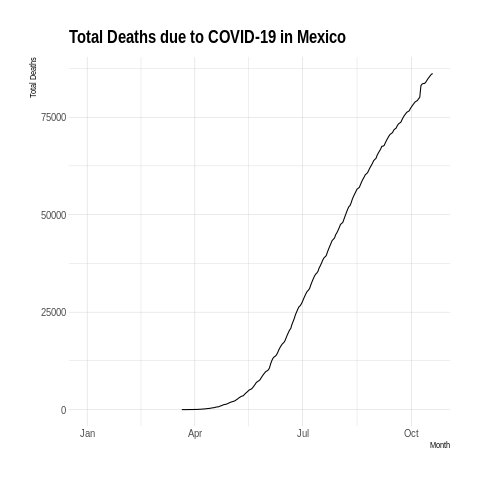 Total Deaths due to COVID-19 in Mexico
Total Deaths
75000
50000
25000
0
Jan Apr Jul Oct
Month